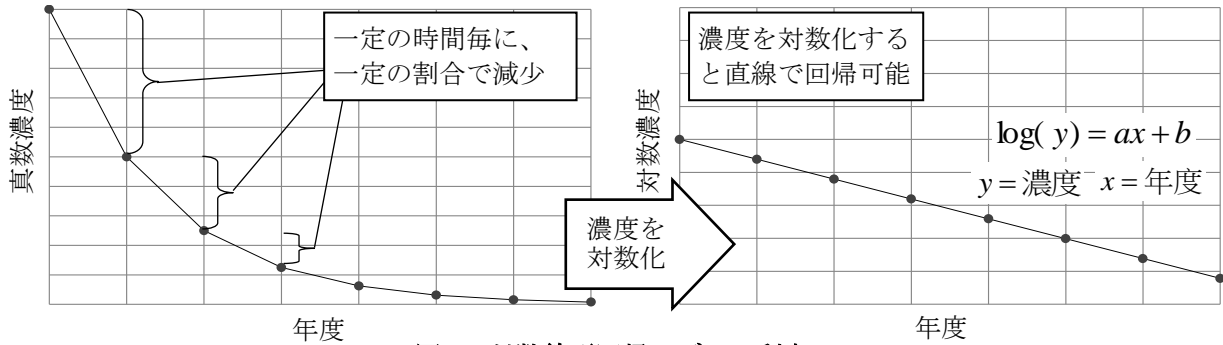 一定の時間毎に、
一定の割合で減少
真数濃度
年度
濃度を
対数化
濃度を対数化する
と直線で回帰可能
対数濃度
log( y) = ax + b
y = 濃度 x = 年度
年度